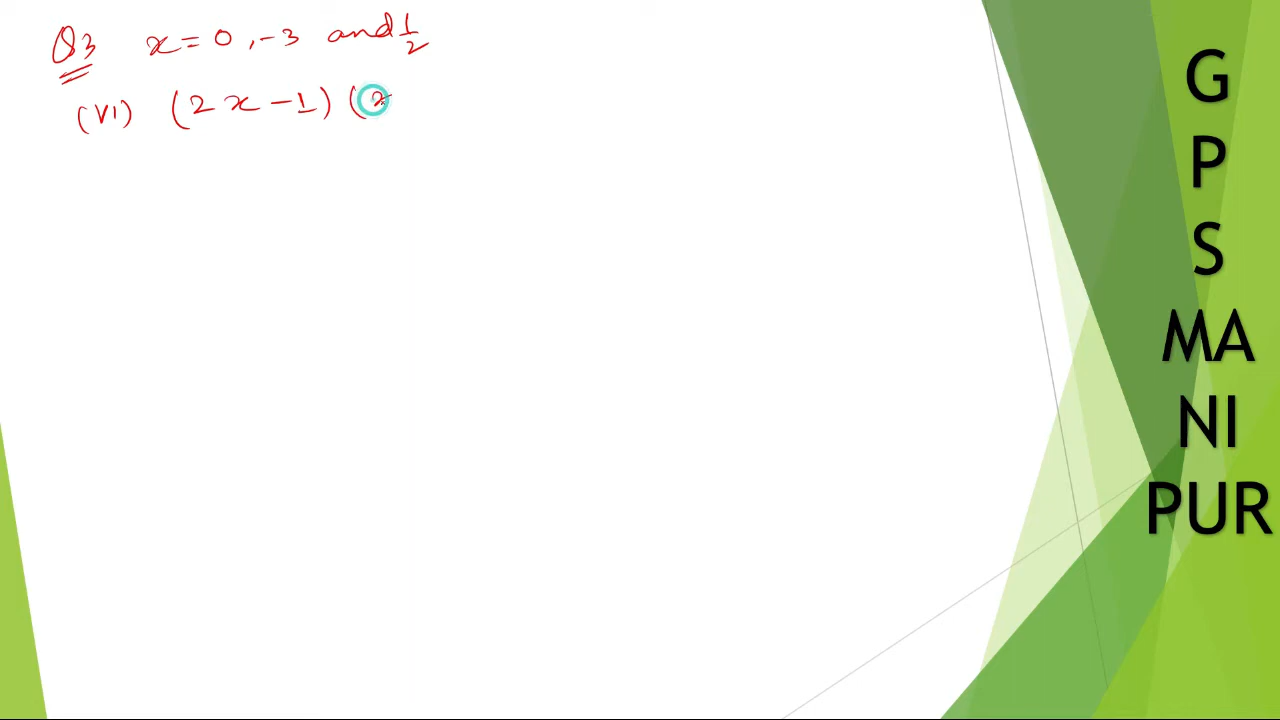 Q3 x = 0, -3 and 1/2
(VI) (2x - 1) (x
G
P
S
MA
NI
PUR